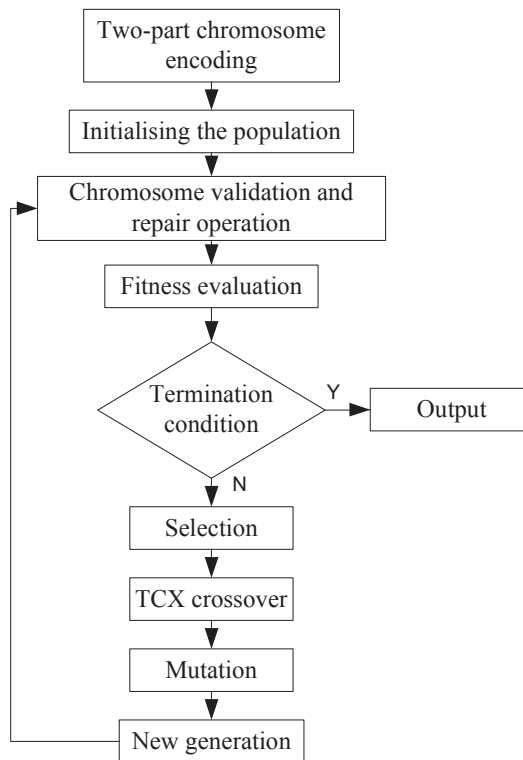 Two-part chromosome
encoding
Initialising the population
Chromosome validation and
repair operation
Fitness evaluation
Termination
condition
Y
Output
N
Selection
TCX crossover
Mutation
New generation